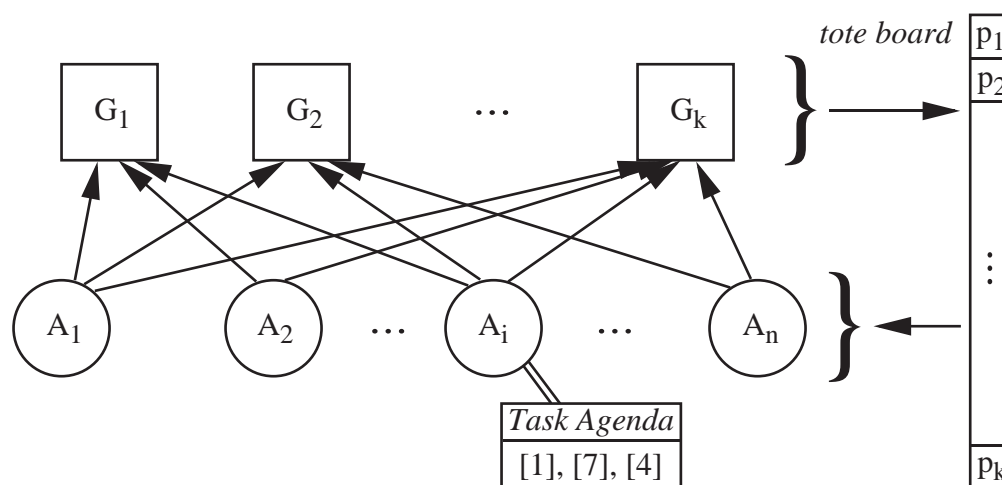 tote board
p1
p2
G1 G2 ... Gk
...
A1 A2 ... Ai ... An
Task Agenda
[1], [7], [4]
pk